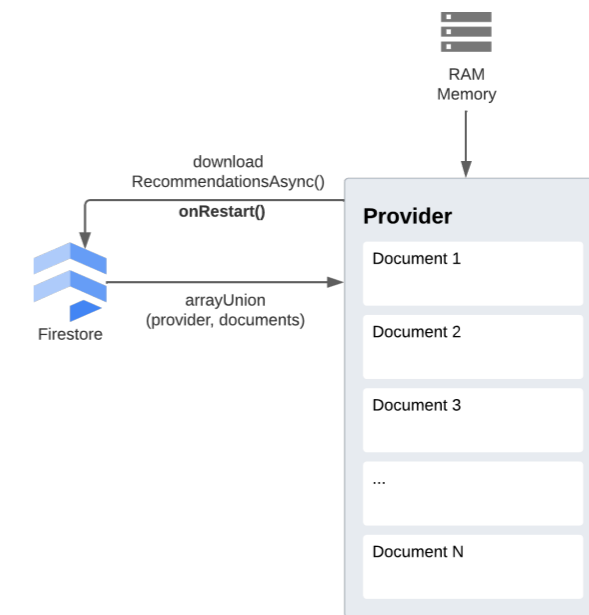 RAM
Memory
download
RecommendationsAsync()
onRestart()
Provider
Document 1
arrayUnion
(provider, documents)
Firestore
Document 2
Document 3
...
Document N